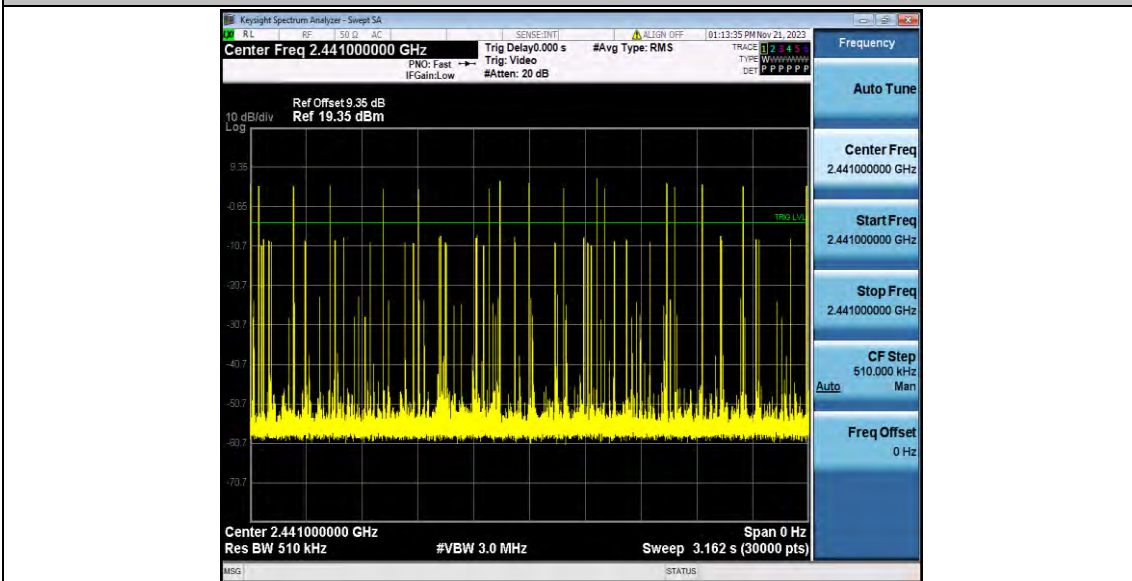 Keysight Spectrum Analyzer - Swept SA
RL RF 50 Ω AC SENSE:INT ALIGN OFF 01:13:35 PM Nov 21, 2023
Center Freq 2.441000000 GHz Trig Delay0.000 s #Avg Type: RMS TRACE 1 2 3 4 5 6
PNO: Fast Trig: Video TYPE
IFGain:Low #Atten: 20 dB DET P P P P P P
Frequency
Auto Tune
Center Freq
2.441000000 GHz
Start Freq
2.441000000 GHz
Stop Freq
2.441000000 GHz
CF Step
510.000 kHz
Auto Man
Freq Offset
0 Hz
Ref Offset 9.35 dB
10 dB/div Ref 19.35 dBm
Log
9.35
-0.65
TRIG LVL
-10.7
-20.7
-30.7
-40.7
-50.7
-60.7
-70.7
Center 2.441000000 GHz Span 0 Hz
Res BW 510 kHz #VBW 3.0 MHz Sweep 3.162 s (30000 pts)
MSG STATUS